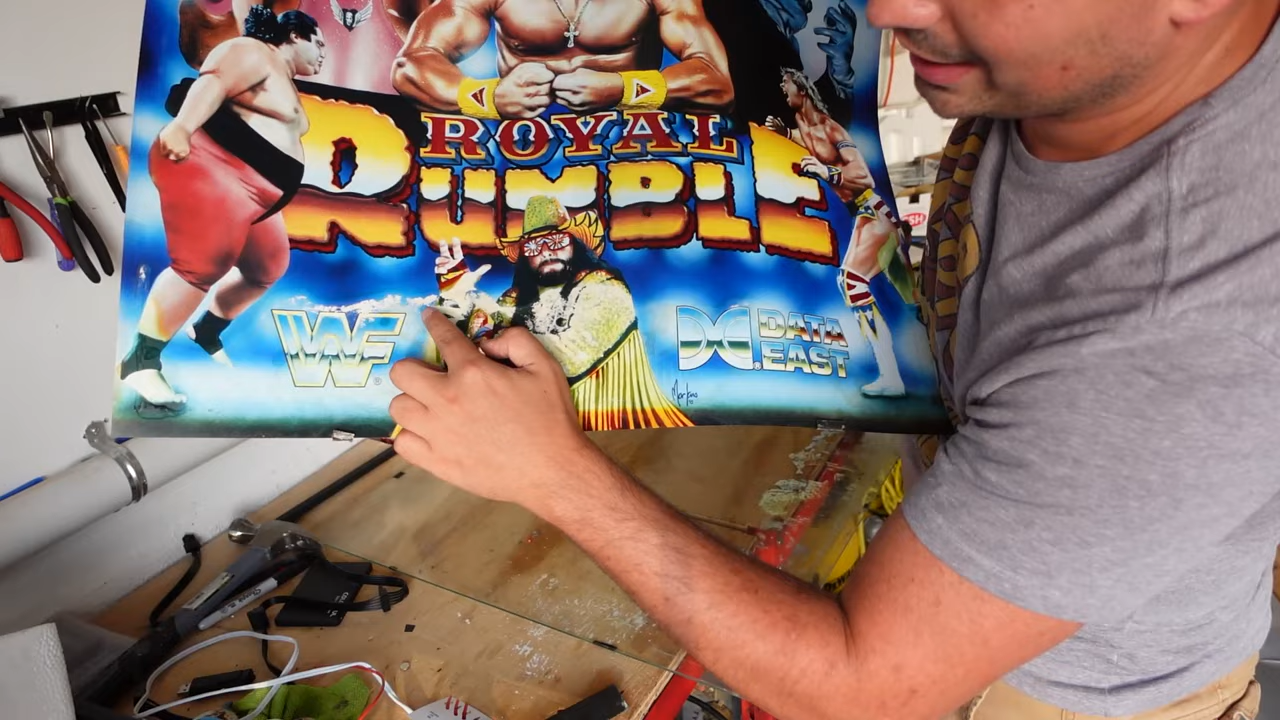 ROYAL
RUMBLE
WF
DATA
EAST
®
®